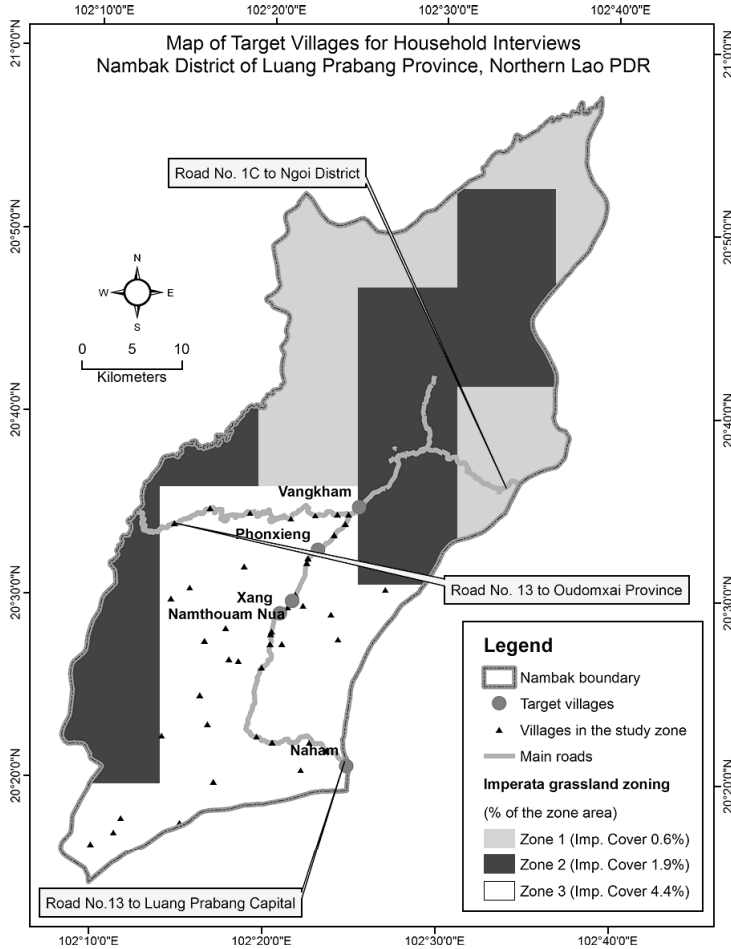 102°10'0"E 102°20'0"E 102°30'0"E 102°40'0"E
Map of Target Villages for Household Interviews
Nambak District of Luang Prabang Province, Northern Lao PDR
21°0'0"N
21°0'0"N
Road No. 1C to Ngoi District
20°50'0"N
20°50'0"N
N
W E
S
0 5 10
Kilometers
20°40'0"N
20°40'0"N
Vangkham
Phonxieng
Road No. 13 to Oudomxai Province
20°30'0"N
20°30'0"N
Xang
Namthouam Nua
Naham
20°20'0"N
20°20'0"N
Legend
Nambak boundary
Target villages
Villages in the study zone
Main roads
Imperata grassland zoning
(% of the zone area)
Zone 1 (Imp. Cover 0.6%)
Zone 2 (Imp. Cover 1.9%)
Zone 3 (Imp. Cover 4.4%)
Road No.13 to Luang Prabang Capital
102°10'0"E 102°20'0"E 102°30'0"E 102°40'0"E